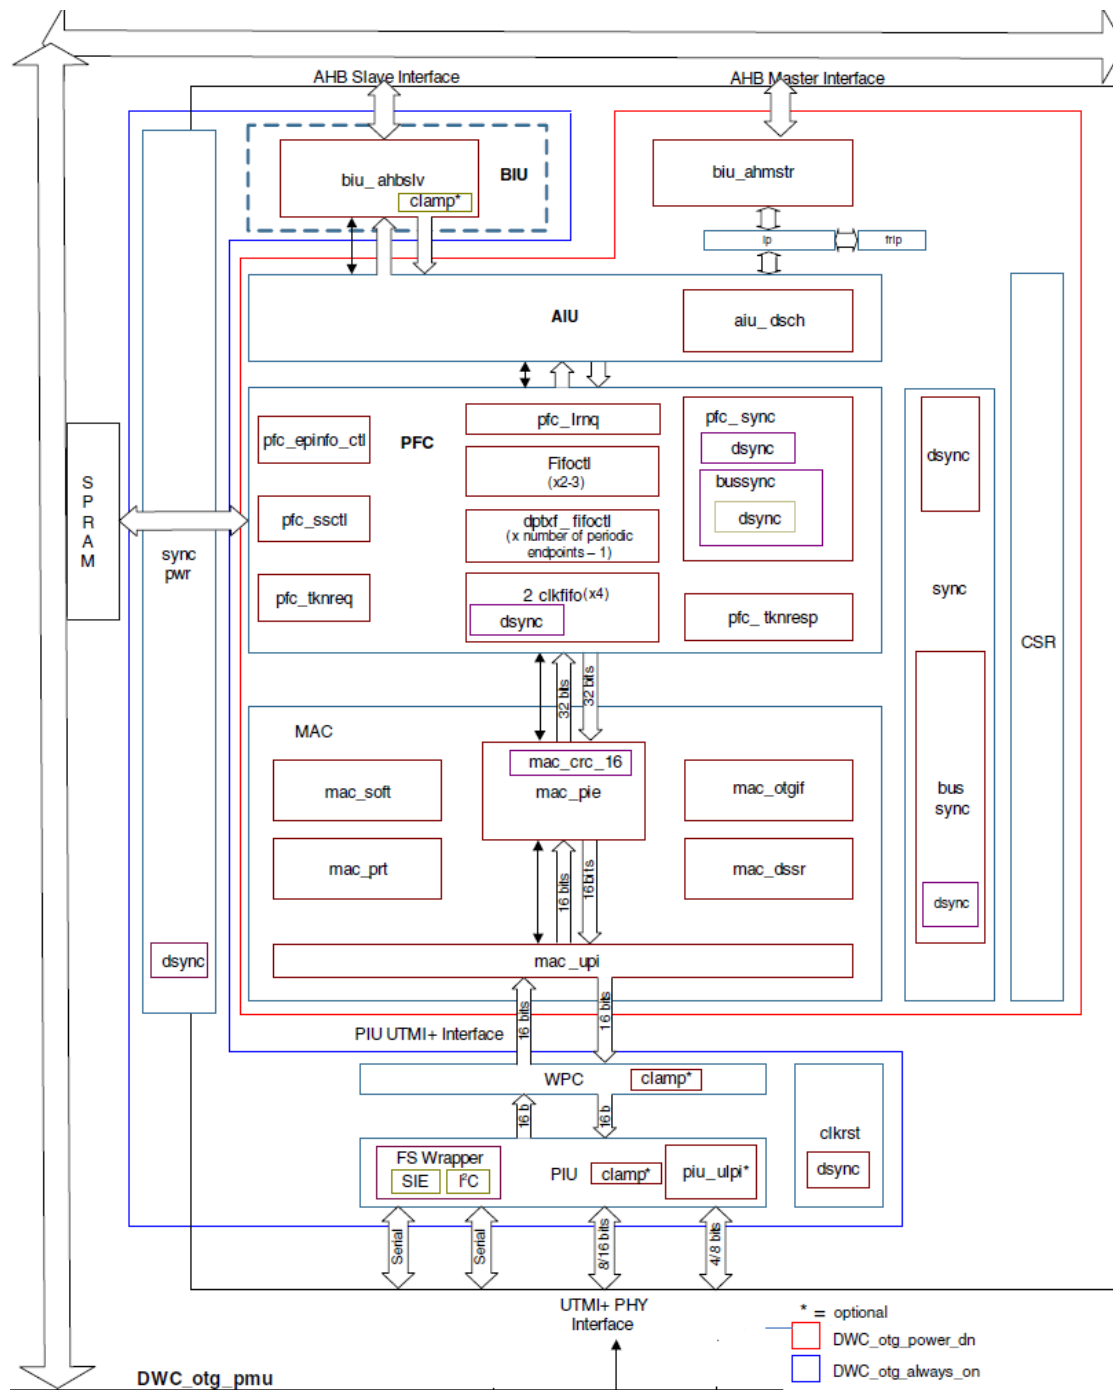 AHB Slave Interface
AHB Master Interface
biu_ahbslv
clamp*
BIU
biu_ahmstr
ip
frip
AIU
aiu_dsch
SPRAM
sync
pwr
dsync
pfc_epinfo_ctl
pfc_ssctl
pfc_tknreq
PFC
pfc_lrnq
Fifoctl
(x2-3)
dptxf_fifoctl
(x number of periodic
endpoints – 1)
2 clkfifo(x4)
dsync
pfc_sync
dsync
bussync
dsync
pfc_tknresp
dsync
sync
bus
sync
dsync
CSR
32 bits
32 bits
MAC
mac_soft
mac_prt
mac_crc_16
mac_pie
mac_otgif
mac_dssr
16 bits
16bits
mac_upi
PIU UTMI+ Interface
16 bits
16 bits
WPC
clamp*
16 b
16 b
clkrst
dsync
FS Wrapper
SIE
I²C
PIU
clamp*
piu_ulpi*
Serial
Serial
8/16 bits
4/8 bits
UTMI+ PHY
Interface
* = optional
DWC_otg_power_dn
DWC_otg_always_on
DWC_otg_pmu